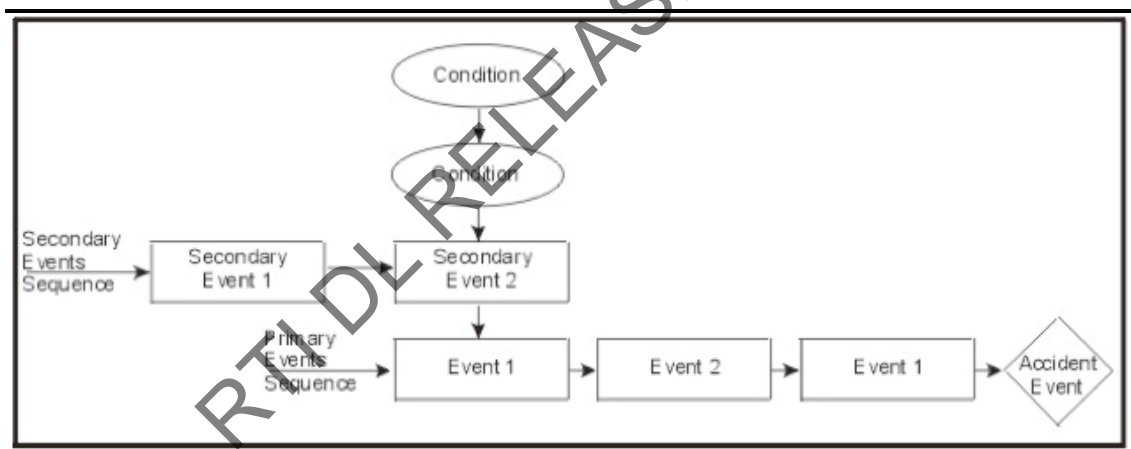 Condition
Condition
Secondary
Events
Sequence
Secondary
Event 1
Secondary
Event 2
Primary
Events
Sequence
Event 1
Event 2
Event 1
Accident
Event
RTI DL RELEAS